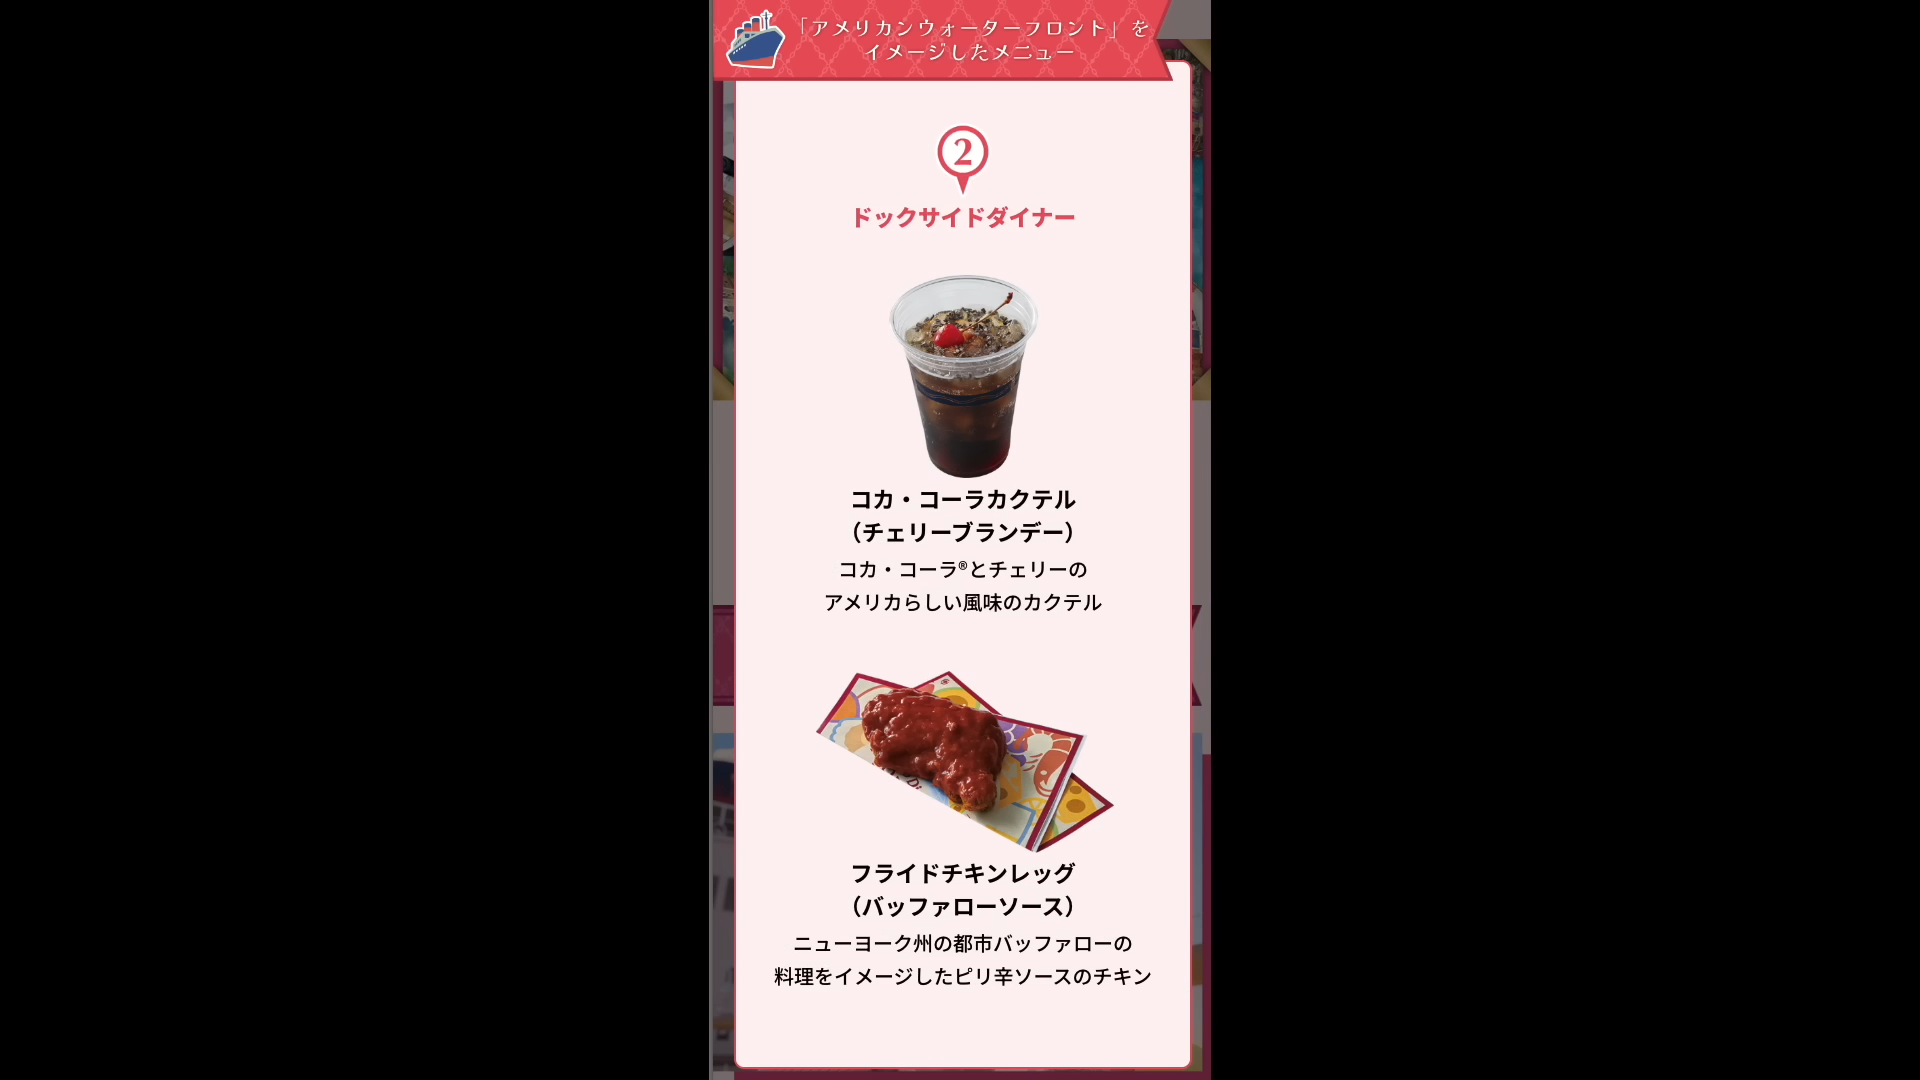 「アメリカンウォーターフロント」を
イメージしたメニュー
2
ドックサイドダイナー
コカ・コーラカクテル
（チェリーブランデー）
コカ・コーラ®とチェリーの
アメリカらしい風味のカクテル
フライドチキンレッグ
（バッファローソース）
ニューヨーク州の都市バッファローの
料理をイメージしたピリ辛ソースのチキン